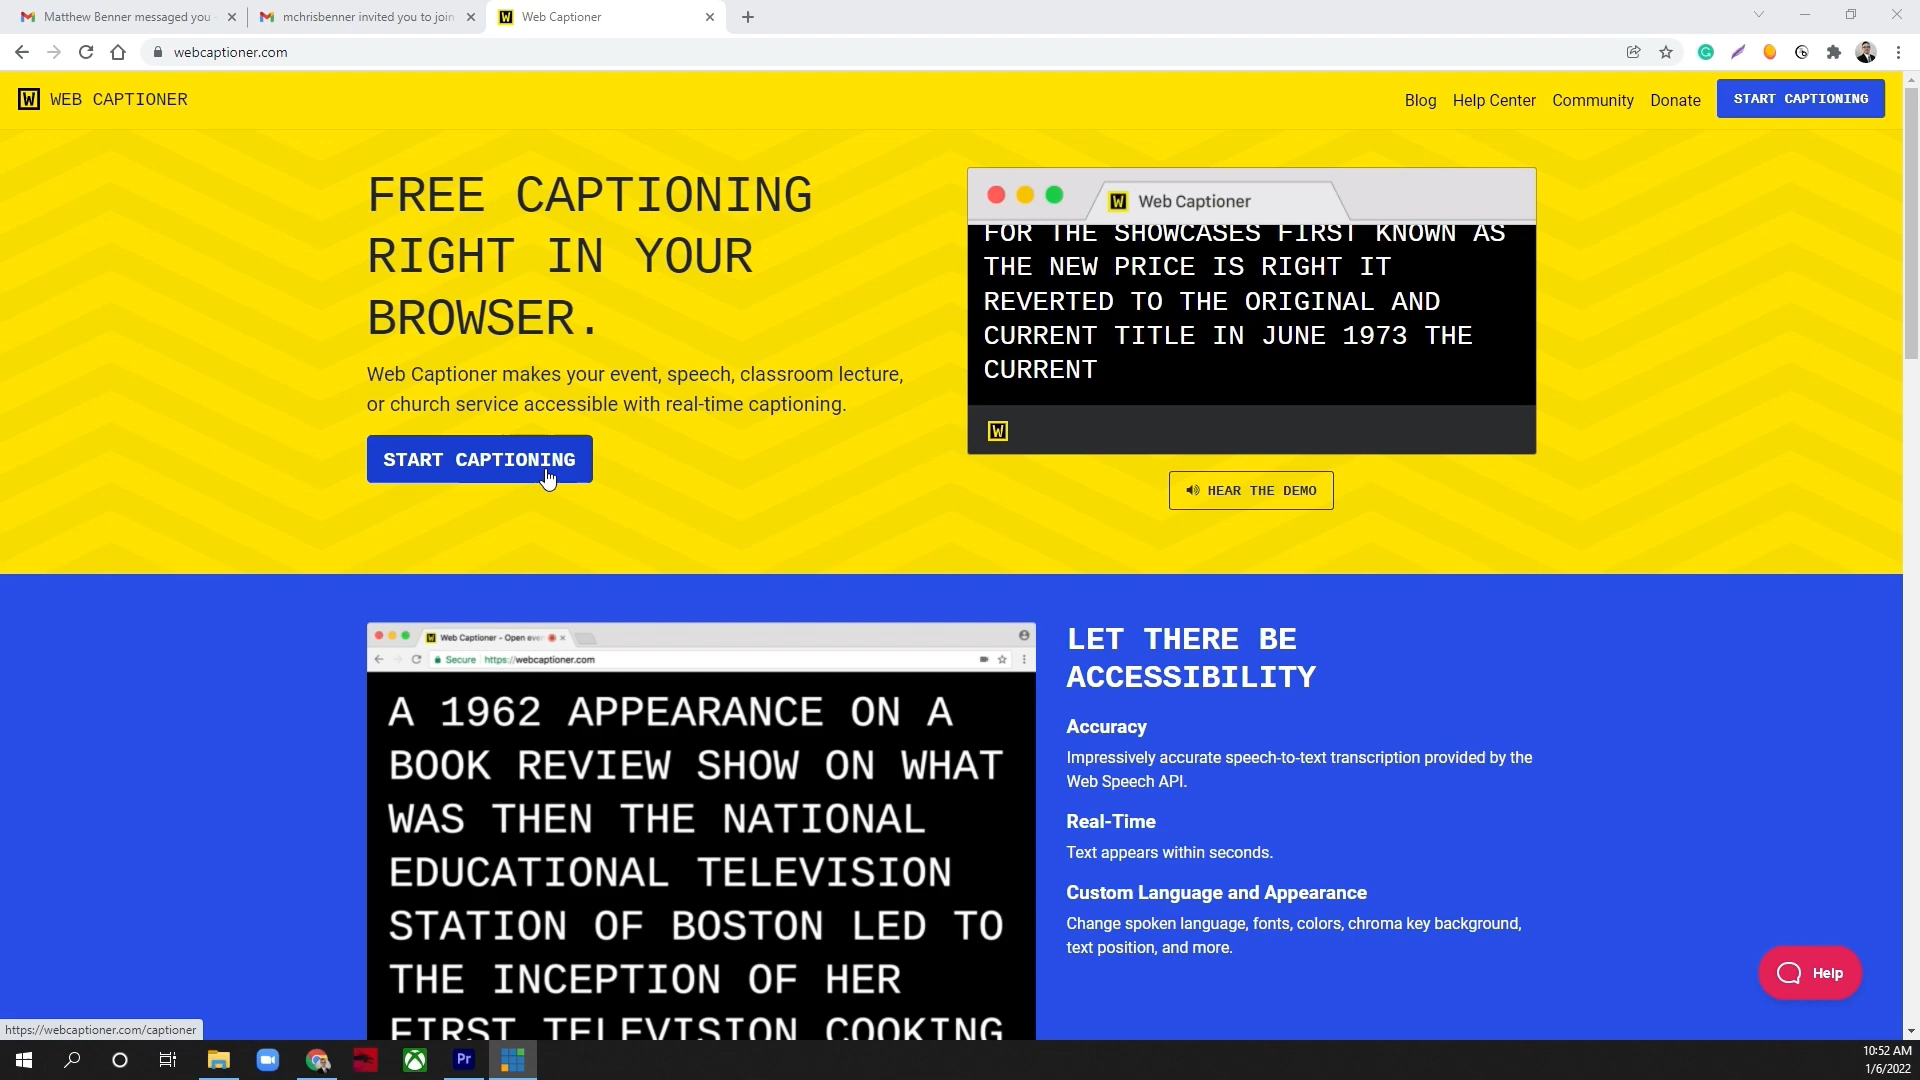 Matthew Benner messaged you
mchrisbenner invited you to join
Web Captioner
webcaptioner.com
WEB CAPTIONER
Blog
Help Center
Community
Donate
START CAPTIONING
FREE CAPTIONING
RIGHT IN YOUR
BROWSER.
Web Captioner makes your event, speech, classroom lecture,
or church service accessible with real-time captioning.
START CAPTIONING
Web Captioner
FOR THE SHOWCASES FIRST KNOWN AS
THE NEW PRICE IS RIGHT IT
REVERTED TO THE ORIGINAL AND
CURRENT TITLE IN JUNE 1973 THE
CURRENT
W
HEAR THE DEMO
Web Captioner - Open
Secure https://webcaptioner.com
A 1962 APPEARANCE ON A
BOOK REVIEW SHOW ON WHAT
WAS THEN THE NATIONAL
EDUCATIONAL TELEVISION
STATION OF BOSTON LED TO
THE INCEPTION OF HER
FIRST TELEVISION COOKING
LET THERE BE
ACCESSIBILITY
Accuracy
Impressively accurate speech-to-text transcription provided by the
Web Speech API.
Real-Time
Text appears within seconds.
Custom Language and Appearance
Change spoken language, fonts, colors, chroma key background,
text position, and more.
Help
https://webcaptioner.com/captioner
Pr
10:52 AM
1/6/2022